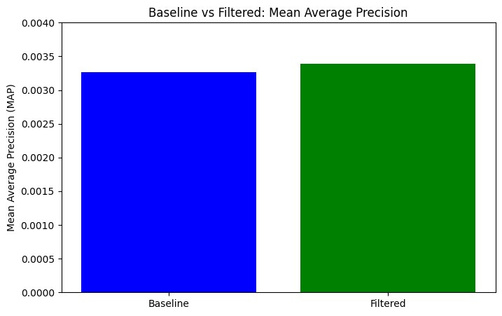 Baseline vs Filtered: Mean Average Precision
Mean Average Precision (MAP)
0.0040
0.0035
0.0030
0.0025
0.0020
0.0015
0.0010
0.0005
0.0000
Baseline
Filtered